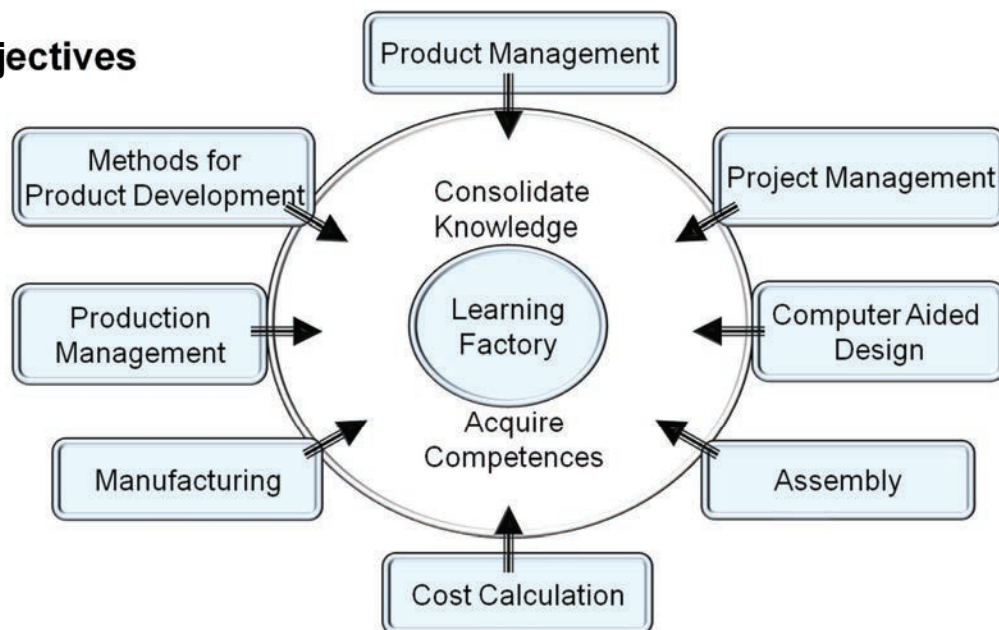 jectives
Product Management
Methods for
Product Development
Project Management
Consolidate
Knowledge
Production
Management
Learning
Factory
Computer Aided
Design
Acquire
Competences
Manufacturing
Assembly
Cost Calculation